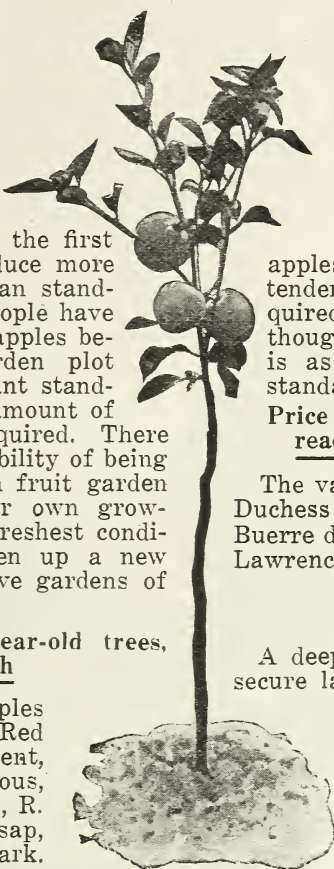 the first
duce more
an stand-
ople have
apples be-
rden plot
nt stand-
mount of
quired. There
bility of being
fruit garden
r own grow-
reshest condi-
en up a new
ve gardens of
ear-old trees,
h
ples
Red
ent,
ous,
, R.
sap,
ark.
apples
tender
quired
thoug
is as
standa
Price
read
The va
Duchess
Buerre d
Lawrenc
A deep
secure la